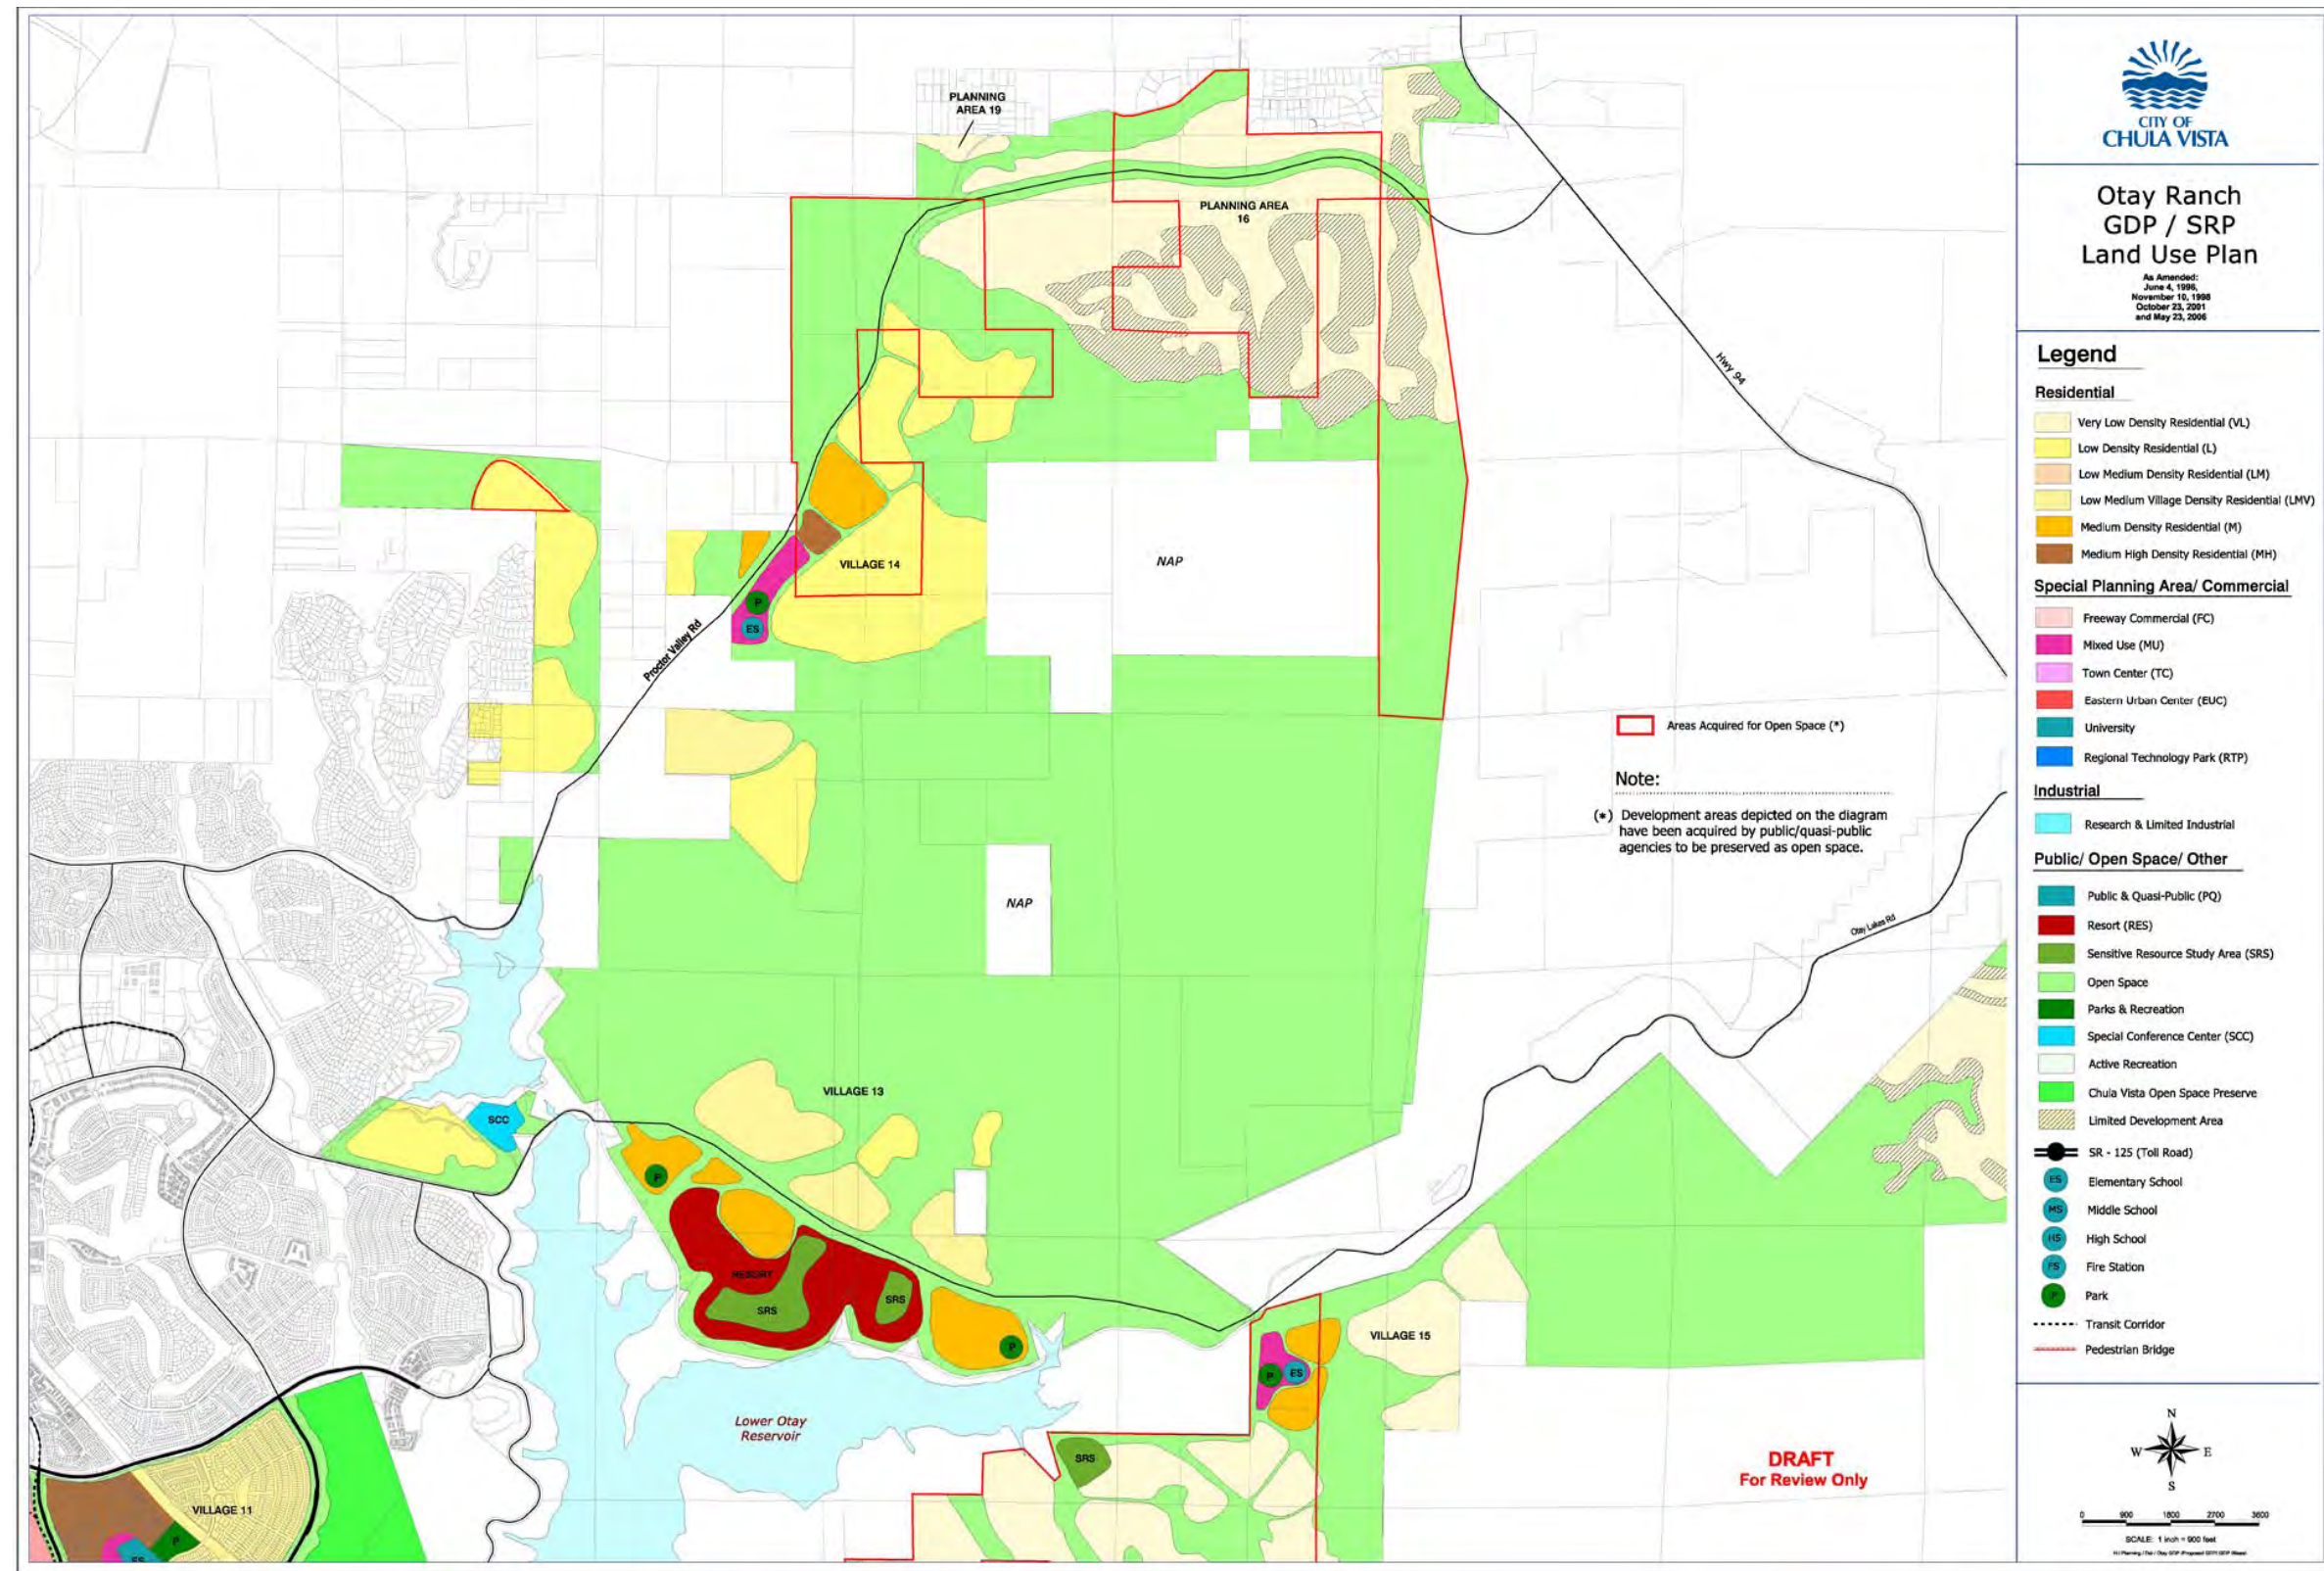 PLANNING
AREA 19
PLANNING AREA
16
Hwy 94
VILLAGE 14
NAP
P
ES
Proctor Valley Rd
NAP
Areas Acquired for Open Space (*)
Note:
(*) Development areas depicted on the diagram
have been acquired by public/quasi-public
agencies to be preserved as open space.
Otay Lakes Rd
VILLAGE 13
SCC
P
RESORT
SRS
SRS
P
VILLAGE 15
P
ES
Lower Otay
Reservoir
SRS
DRAFT
For Review Only
VILLAGE 11
P
ES
CITY OF
CHULA VISTA
Otay Ranch
GDP / SRP
Land Use Plan
As Amended:
June 4, 1996,
November 10, 1998
October 23, 2001
and May 23, 2006
Legend
Residential
Very Low Density Residential (VL)
Low Density Residential (L)
Low Medium Density Residential (LM)
Low Medium Village Density Residential (LMV)
Medium Density Residential (M)
Medium High Density Residential (MH)
Special Planning Area/ Commercial
Freeway Commercial (FC)
Mixed Use (MU)
Town Center (TC)
Eastern Urban Center (EUC)
University
Regional Technology Park (RTP)
Industrial
Research & Limited Industrial
Public/ Open Space/ Other
Public & Quasi-Public (PQ)
Resort (RES)
Sensitive Resource Study Area (SRS)
Open Space
Parks & Recreation
Special Conference Center (SCC)
Active Recreation
Chula Vista Open Space Preserve
Limited Development Area
SR - 125 (Toll Road)
ES Elementary School
MS Middle School
HS High School
FS Fire Station
P Park
Transit Corridor
Pedestrian Bridge
N
W E
S
0 900 1800 2700 3600
SCALE: 1 inch = 900 feet